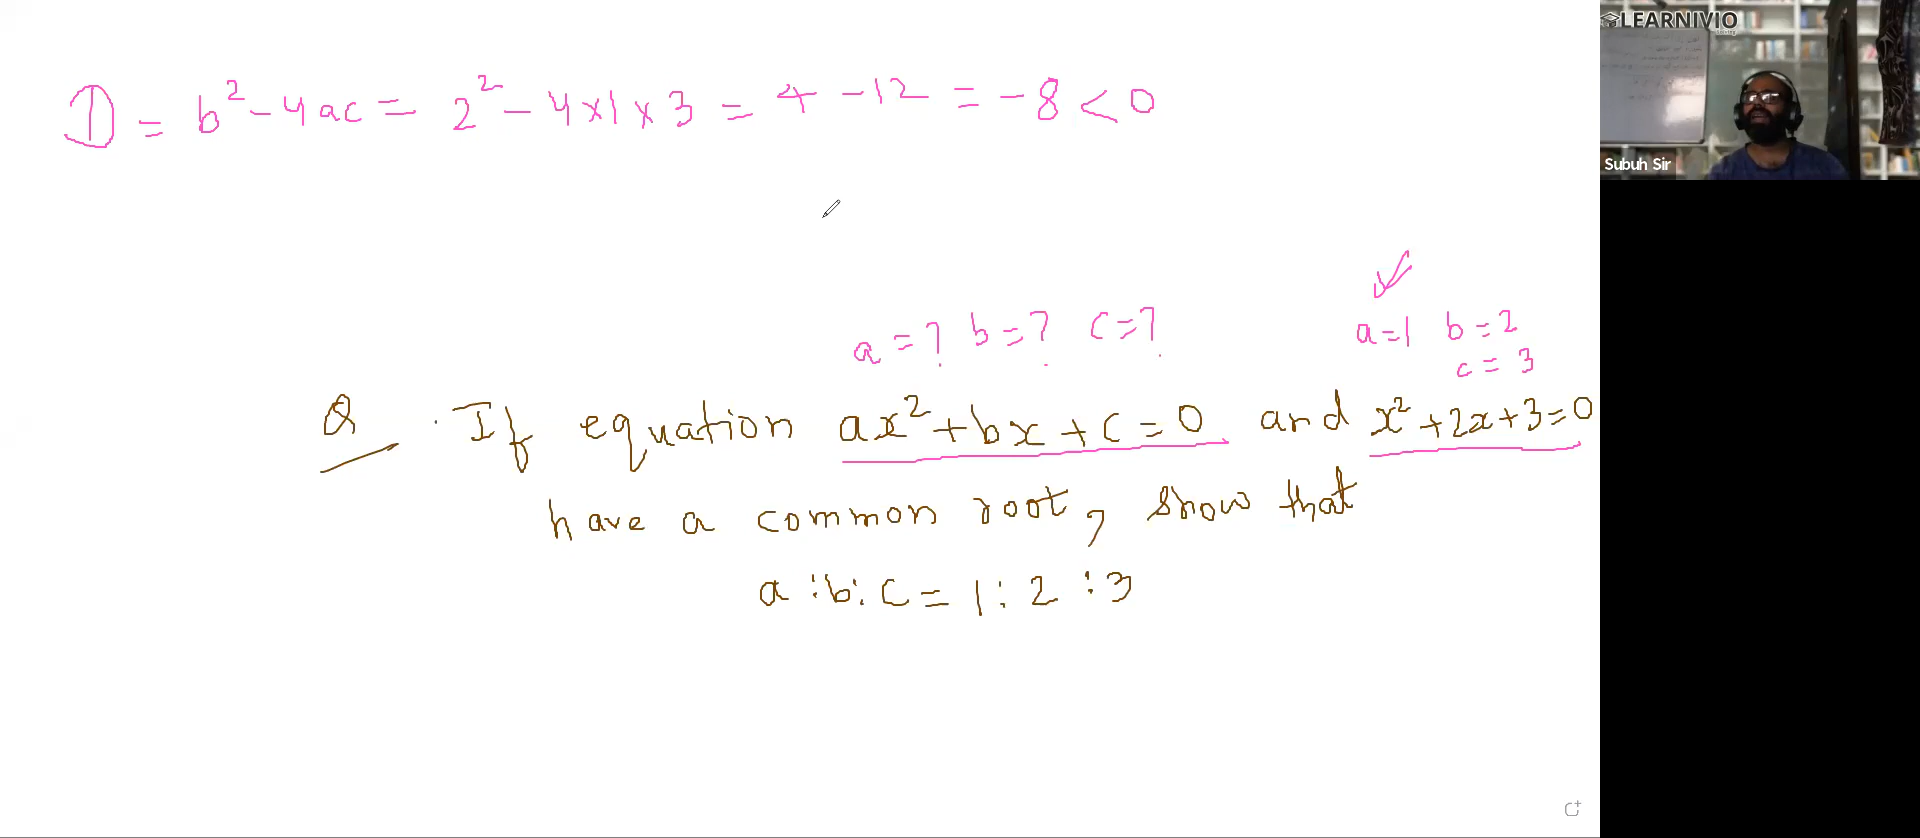 LEARNIVIO
D = b² - 4ac = 2² - 4×1×3 = 4 - 12 = -8 < 0
Subuh Sir
a = ? b = ? c = ?
a = 1 b = 2
c = 3
Q. If equation ax² + bx + c = 0 and x² + 2x + 3 = 0
have a common root, show that
a : b : c = 1 : 2 : 3